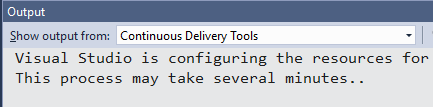 Output
Show output from: Continuous Delivery Tools
Visual Studio is configuring the resources for
This process may take several minutes..